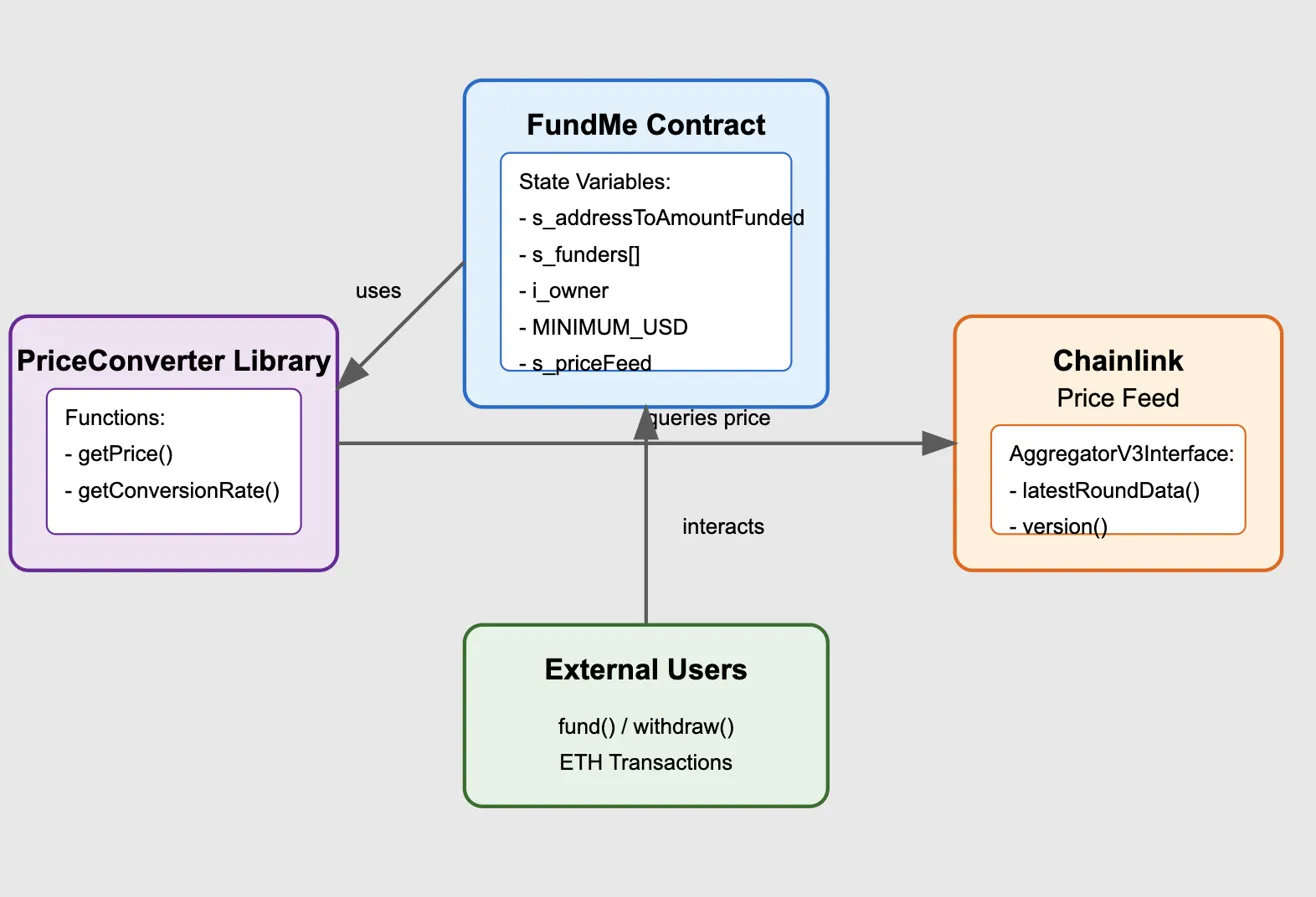 FundMe Contract
State Variables:
- s_addressToAmountFunded
- s_funders[]
- i_owner
- MINIMUM_USD
- s_priceFeed
uses
PriceConverter Library
Functions:
- getPrice()
- getConversionRate()
queries price
Chainlink
Price Feed
AggregatorV3Interface:
- latestRoundData()
- version()
interacts
External Users
fund() / withdraw()
ETH Transactions